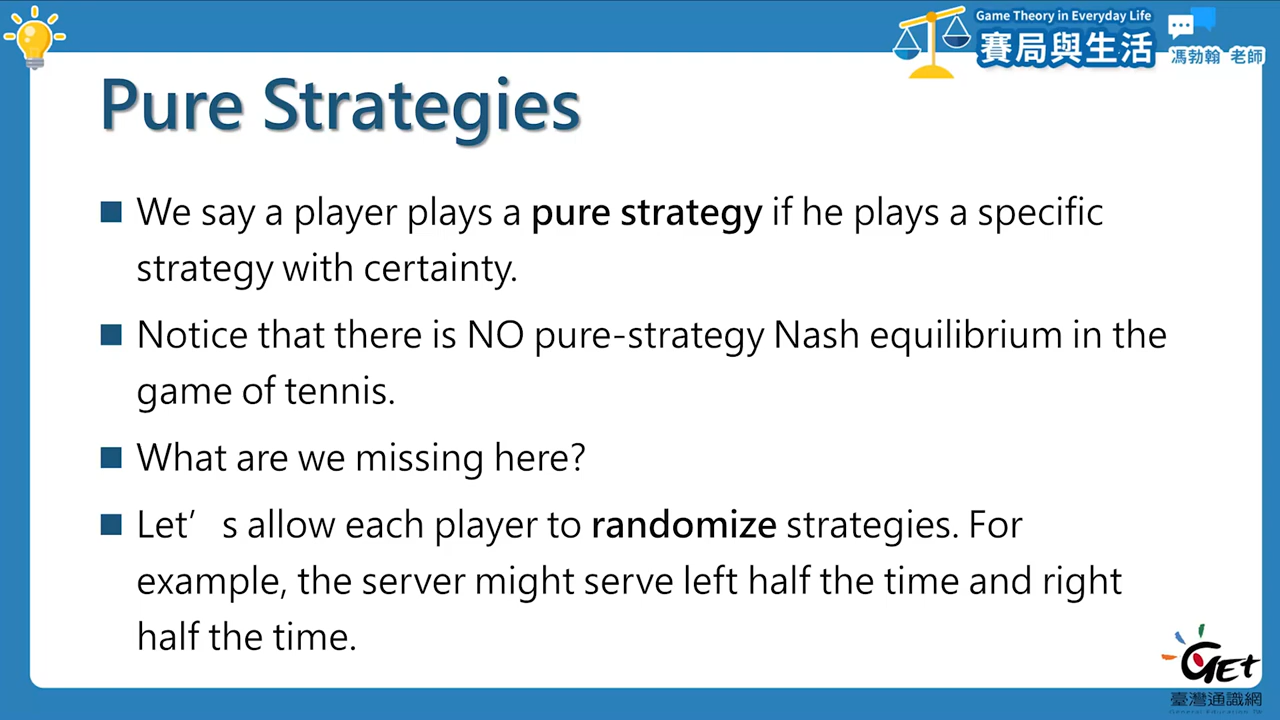 Game Theory in Everyday Life
賽局與生活
馮勃翰 老師
Pure Strategies
■ We say a player plays a pure strategy if he plays a specific
strategy with certainty.
■ Notice that there is NO pure-strategy Nash equilibrium in the
game of tennis.
■ What are we missing here?
■ Let’s allow each player to randomize strategies. For
example, the server might serve left half the time and right
half the time.
GET
臺灣通識網